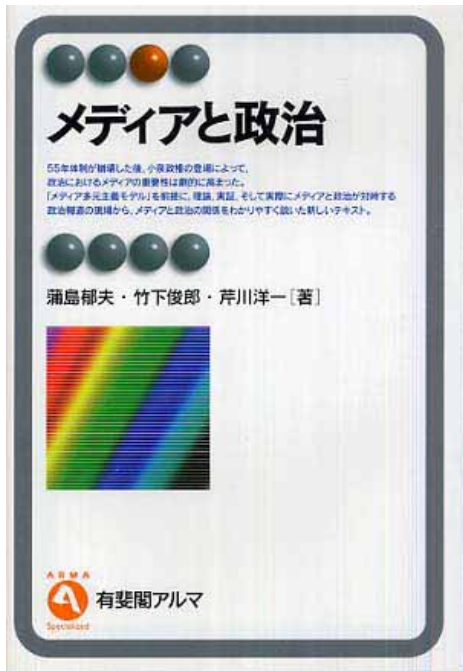 メディアと政治
55年体制が崩壊した後、小泉政権の登場によって、
政治におけるメディアの重要性は劇的に高まった。
「メディア多元主義モデル」を前提に、理論、実証、そして実際にメディアと政治が対峙する
政治報道の現場から、メディアと政治の関係をわかりやすく説いた新しいテキスト。
蒲島郁夫・竹下俊郎・芹川洋一[著]
ARMA
A
有斐閣アルマ
Specialized